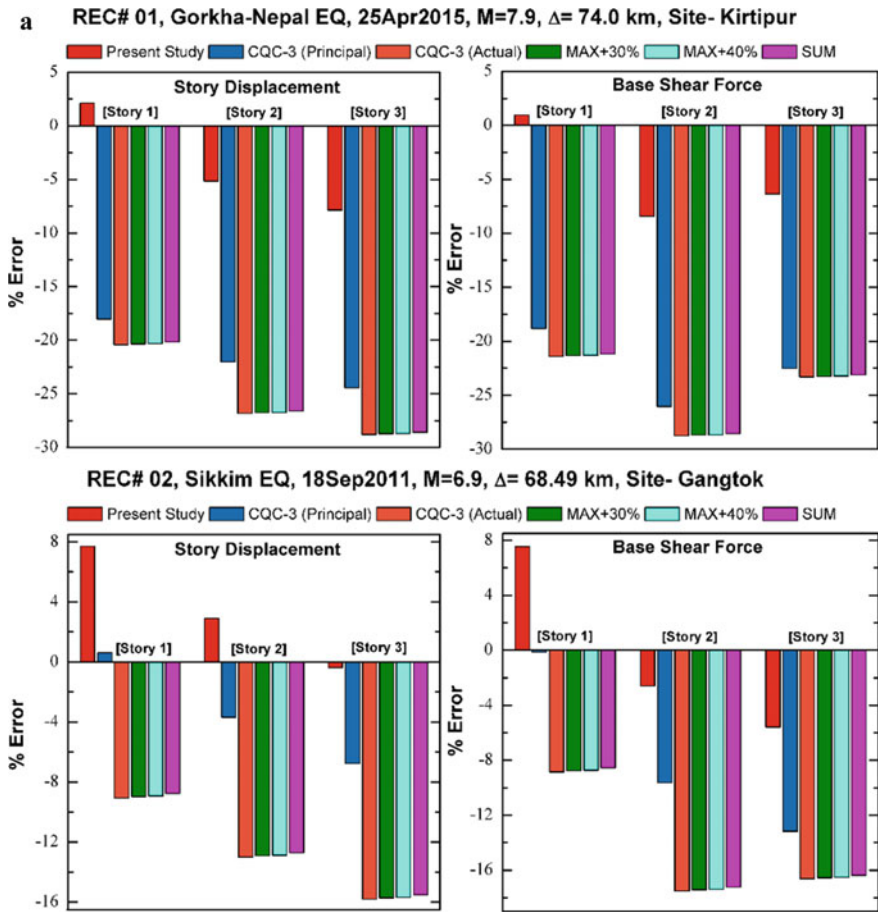 a
REC# 01, Gorkha-Nepal EQ, 25Apr2015, M=7.9, Δ= 74.0 km, Site- Kirtipur
Present Study CQC-3 (Principal) CQC-3 (Actual) MAX+30% MAX+40% SUM
Story Displacement
[Story 1] [Story 2] [Story 3]
5
0
-5
-10
-15
-20
-25
-30
% Error
Base Shear Force
[Story 1] [Story 2] [Story 3]
5
0
-5
-10
-15
-20
-25
-30
% Error
REC# 02, Sikkim EQ, 18Sep2011, M=6.9, Δ= 68.49 km, Site- Gangtok
Present Study CQC-3 (Principal) CQC-3 (Actual) MAX+30% MAX+40% SUM
Story Displacement
[Story 1] [Story 2] [Story 3]
8
4
0
-4
-8
-12
-16
% Error
Base Shear Force
[Story 1] [Story 2] [Story 3]
8
4
0
-4
-8
-12
-16
% Error